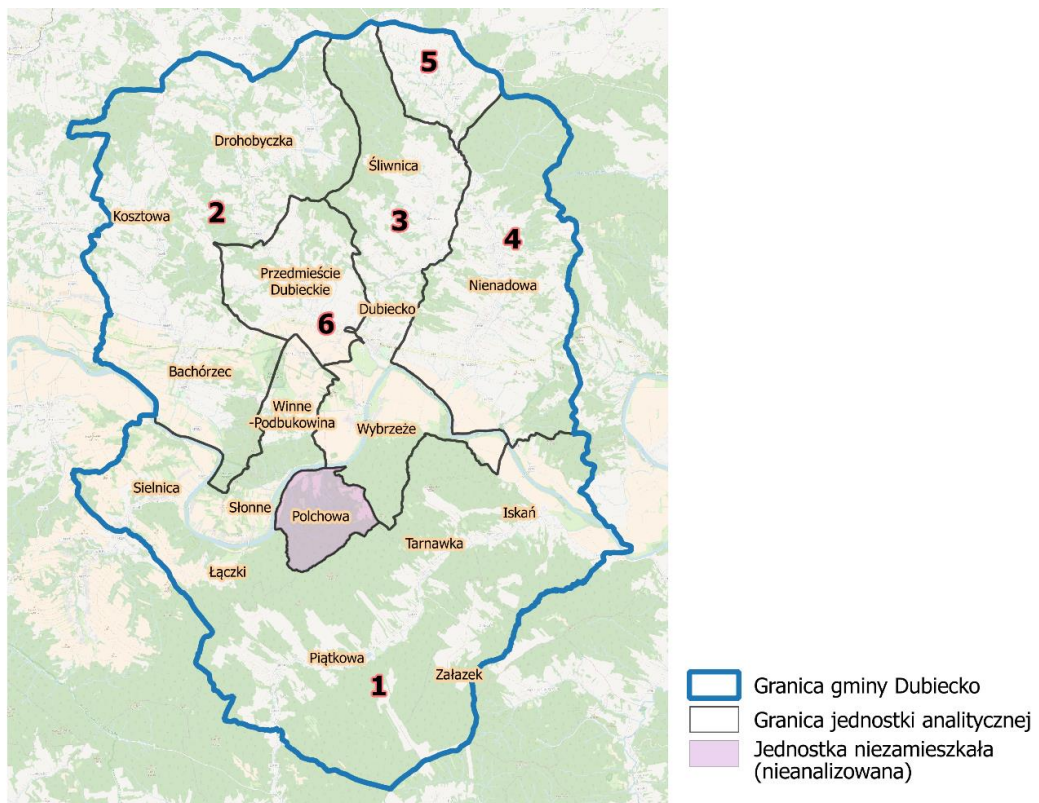 5
Drohobyczka
Śliwnica
Kosztowa
2
3
4
Przedmieście
Dubieckie
Nienadowa
Dubiecko
6
Bachórzec
Winne
-Podbukowina
Wybrzeże
Sielnica
Słonne
Polchowa
Iskań
Tarnawka
Łączki
Piątkowa
Załazek
1
Granica gminy Dubiecko
Granica jednostki analitycznej
Jednostka niezamieszkała
(nieanalizowana)